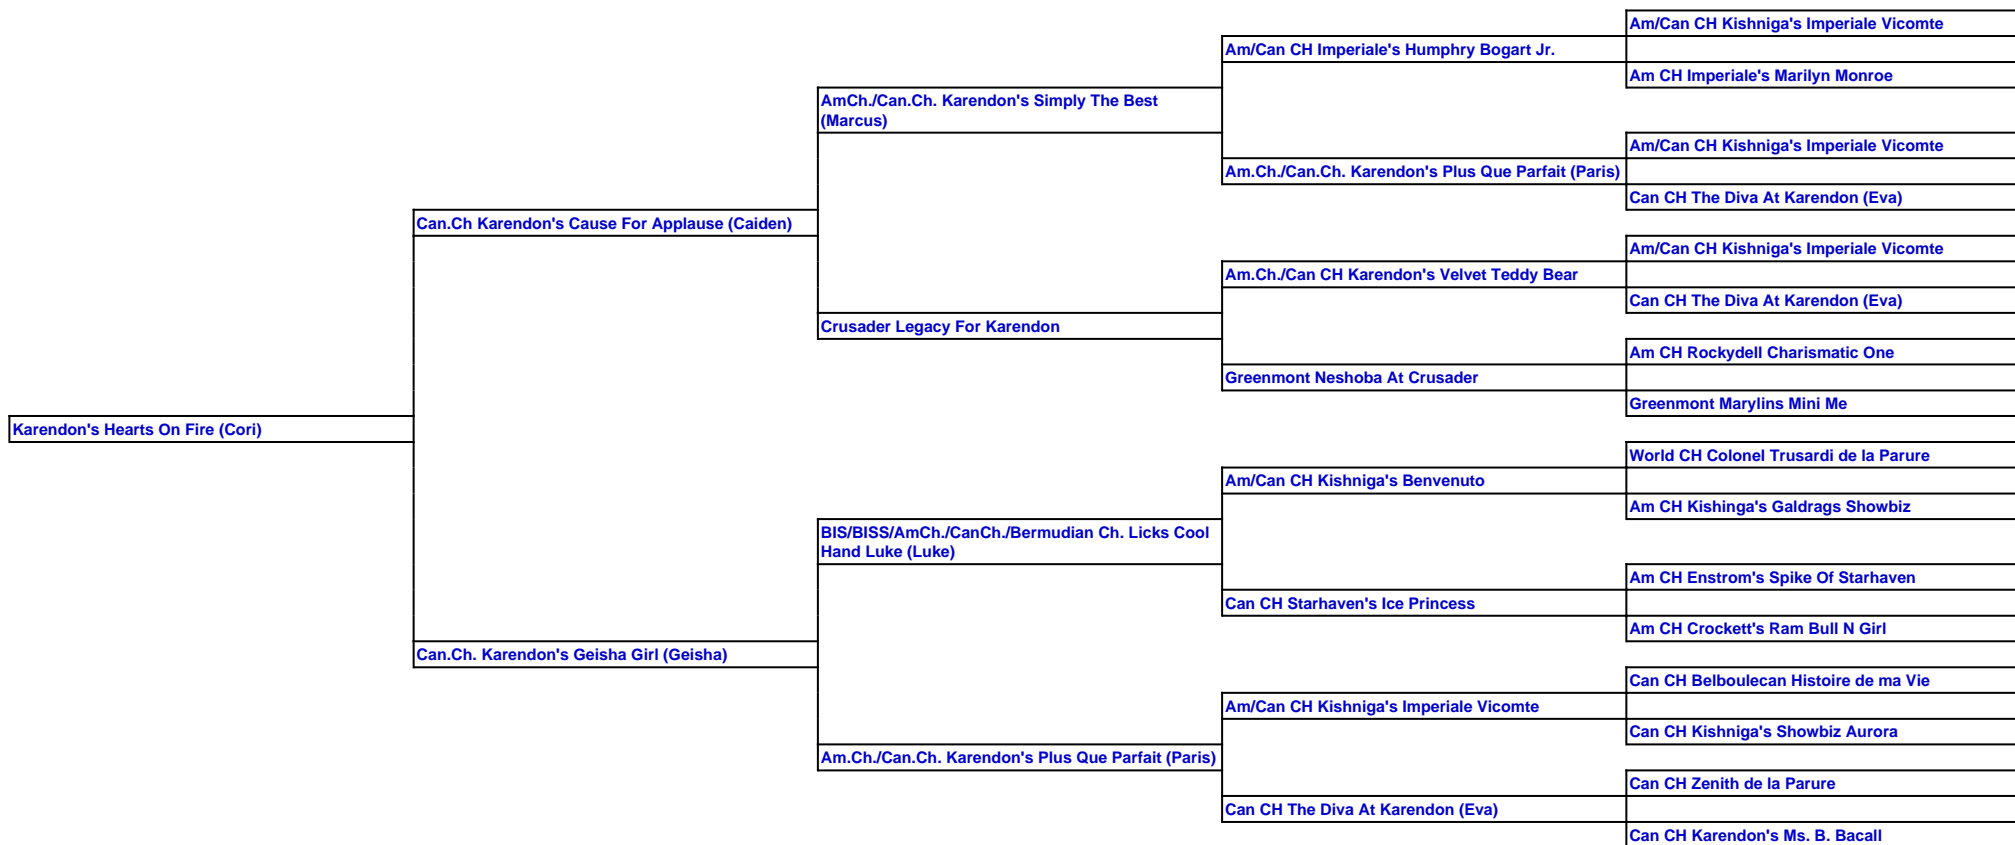 Am/Can CH Kishniga's Imperiale Vicomte
Am/Can CH Imperiale's Humphry Bogart Jr.
Am CH Imperiale's Marilyn Monroe
AmCh./Can.Ch. Karendon's Simply The Best
(Marcus)
Am/Can CH Kishniga's Imperiale Vicomte
Am.Ch./Can.Ch. Karendon's Plus Que Parfait (Paris)
Can CH The Diva At Karendon (Eva)
Can.Ch Karendon's Cause For Applause (Caiden)
Am/Can CH Kishniga's Imperiale Vicomte
Am.Ch./Can CH Karendon's Velvet Teddy Bear
Can CH The Diva At Karendon (Eva)
Crusader Legacy For Karendon
Am CH Rockydell Charismatic One
Greenmont Neshoba At Crusader
Greenmont Marylins Mini Me
Karendon's Hearts On Fire (Cori)
World CH Colonel Trusardi de la Parure
Am/Can CH Kishniga's Benvenuto
Am CH Kishinga's Galdrags Showbiz
BIS/BISS/AmCh./CanCh./Bermudian Ch. Licks Cool
Hand Luke (Luke)
Am CH Enstrom's Spike Of Starhaven
Can CH Starhaven's Ice Princess
Am CH Crockett's Ram Bull N Girl
Can.Ch. Karendon's Geisha Girl (Geisha)
Can CH Belboulecan Histoire de ma Vie
Am/Can CH Kishniga's Imperiale Vicomte
Can CH Kishniga's Showbiz Aurora
Am.Ch./Can.Ch. Karendon's Plus Que Parfait (Paris)
Can CH Zenith de la Parure
Can CH The Diva At Karendon (Eva)
Can CH Karendon's Ms. B. Bacall